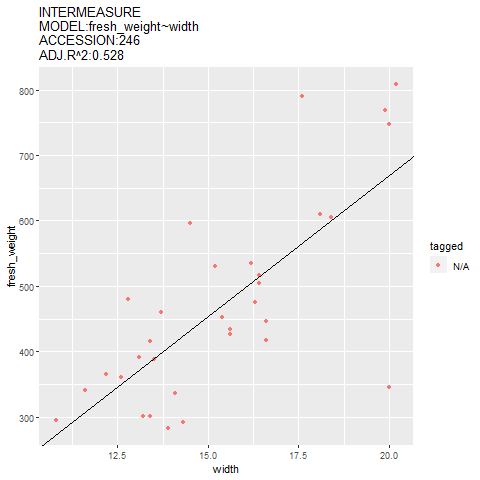 INTERMEASURE
MODEL:fresh_weight~width
ACCESSION:246
ADJ.R^2:0.528
800
700
600
500
400
300
fresh_weight
12.5 15.0 17.5 20.0
width
tagged
N/A